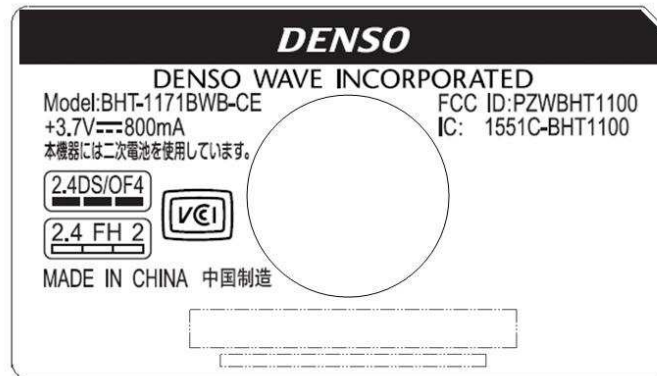 DENSO
DENSO WAVE INCORPORATED
Model:BHT-1171BWB-CE
+3.7V⎓800mA
本機器には二次電池を使用しています。
FCC ID:PZWBHT1100
IC: 1551C-BHT1100
2.4DS/OF4
VCI
2.4 FH 2
MADE IN CHINA 中国制造